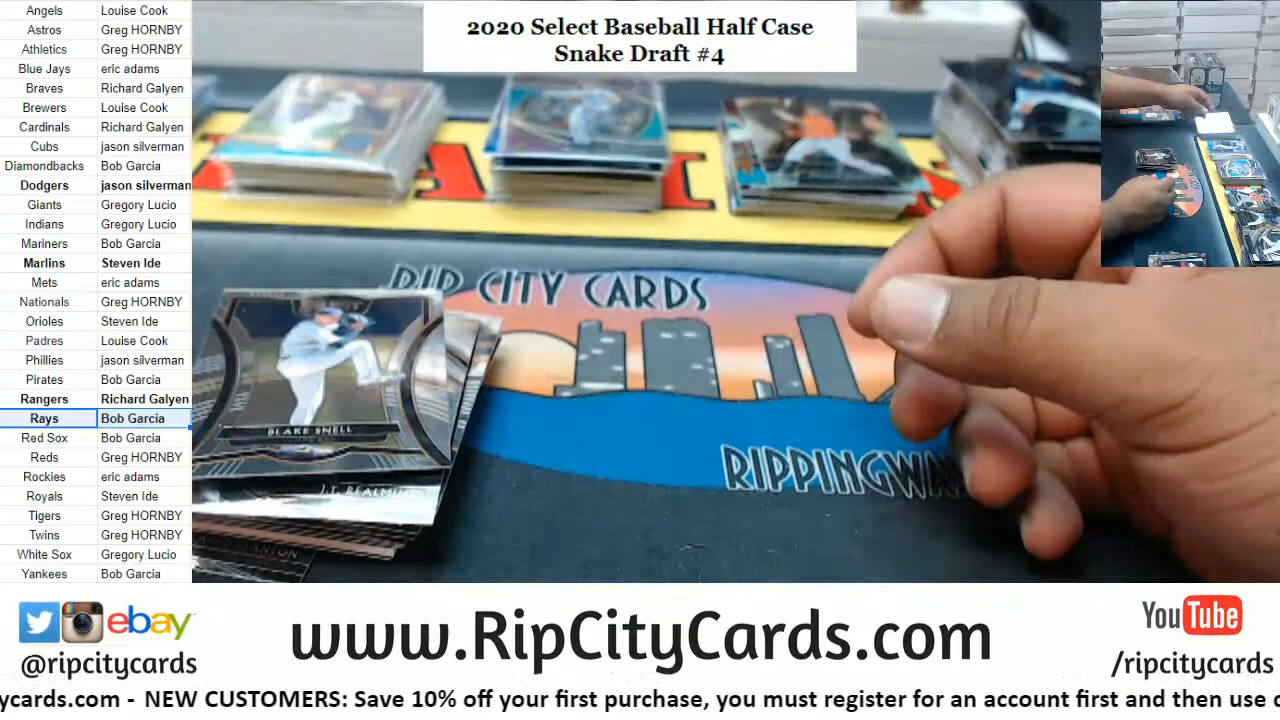 2020 Select Baseball Half Case
Snake Draft #4
Angels Louise Cook
Astros Greg HORNBY
Athletics Greg HORNBY
Blue Jays eric adams
Braves Richard Galyen
Brewers Louise Cook
Cardinals Richard Galyen
Cubs jason silverman
Diamondbacks Bob Garcia
Dodgers jason silverman
Giants Gregory Lucio
Indians Gregory Lucio
Mariners Bob Garcia
Marlins Steven Ide
Mets eric adams
Nationals Greg HORNBY
Orioles Steven Ide
Padres Louise Cook
Phillies jason silverman
Pirates Bob Garcia
Rangers Richard Galyen
Rays Bob Garcia
Red Sox Bob Garcia
Reds Greg HORNBY
Rockies eric adams
Royals Steven Ide
Tigers Greg HORNBY
Twins Greg HORNBY
White Sox Gregory Lucio
Yankees Bob Garcia
RIP CITY CARDS
RIPPINGWA
BLAKE SNELL
ebay
@ripcitycards
www.RipCityCards.com
YouTube
/ripcitycards
ycards.com - NEW CUSTOMERS: Save 10% off your first purchase, you must register for an account first and then use